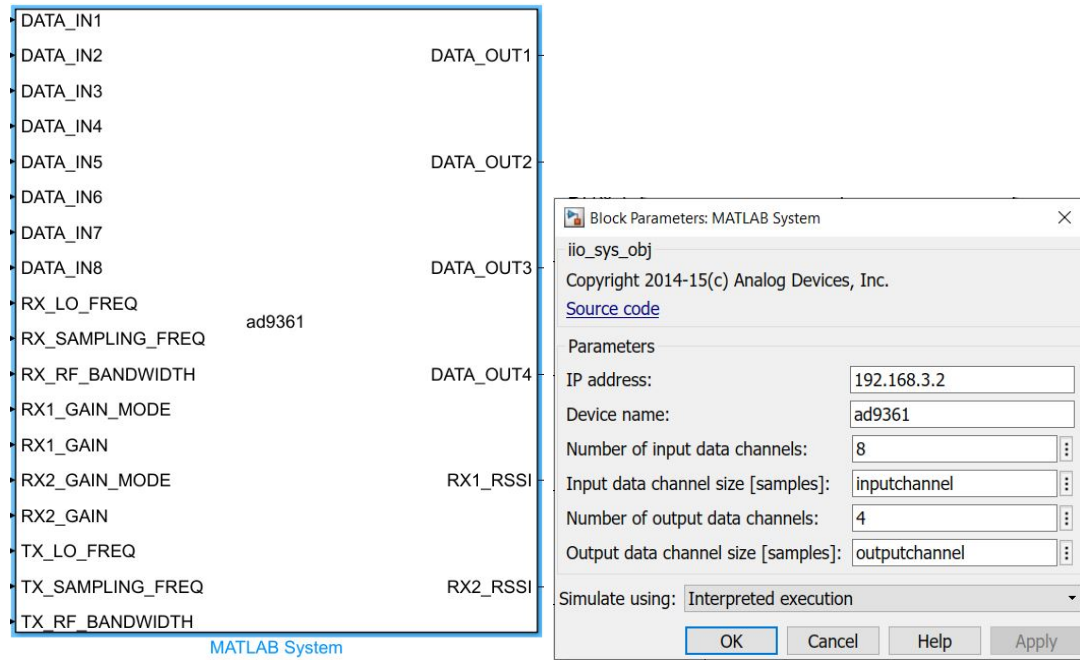 DATA_IN1
DATA_IN2
DATA_IN3
DATA_IN4
DATA_IN5
DATA_IN6
DATA_IN7
DATA_IN8
RX_LO_FREQ
RX_SAMPLING_FREQ
RX_RF_BANDWIDTH
RX1_GAIN_MODE
RX1_GAIN
RX2_GAIN_MODE
RX2_GAIN
TX_LO_FREQ
TX_SAMPLING_FREQ
TX_RF_BANDWIDTH
ad9361
DATA_OUT1
DATA_OUT2
DATA_OUT3
DATA_OUT4
RX1_RSSI
RX2_RSSI
MATLAB System
Block Parameters: MATLAB System
iio_sys_obj
Copyright 2014-15(c) Analog Devices, Inc.
Source code
Parameters
IP address: 192.168.3.2
Device name: ad9361
Number of input data channels: 8
Input data channel size [samples]: inputchannel
Number of output data channels: 4
Output data channel size [samples]: outputchannel
Simulate using: Interpreted execution
OK Cancel Help Apply